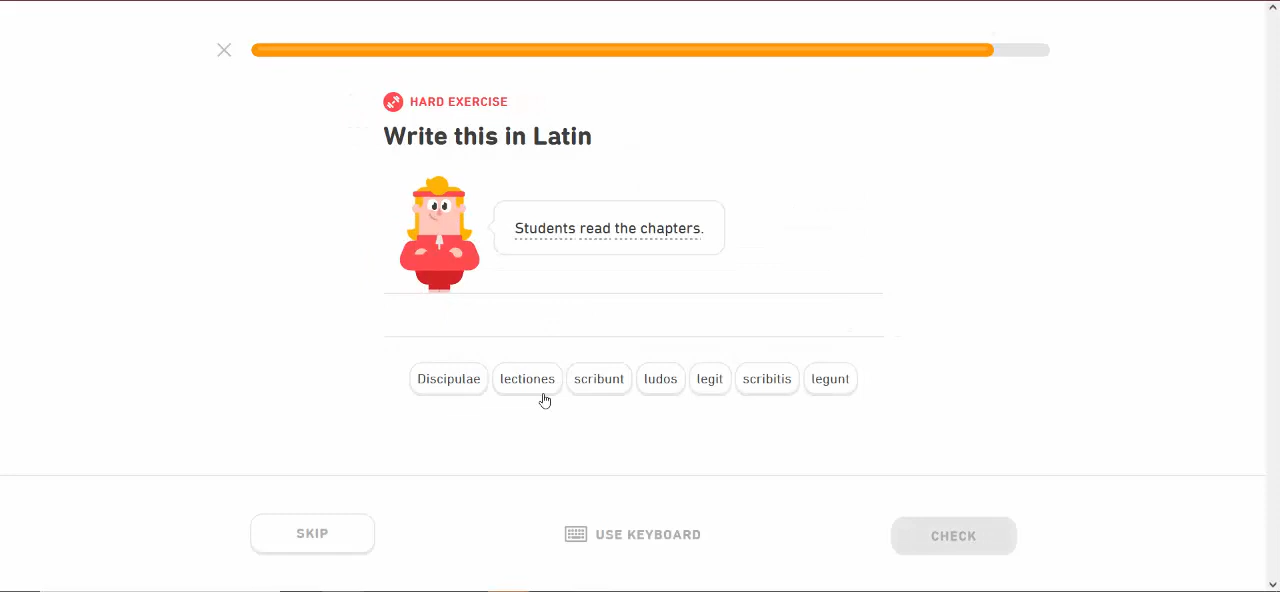 HARD EXERCISE
Write this in Latin
Students read the chapters.
Discipulae lectiones scribunt ludos legit scribitis legunt
SKIP USE KEYBOARD CHECK